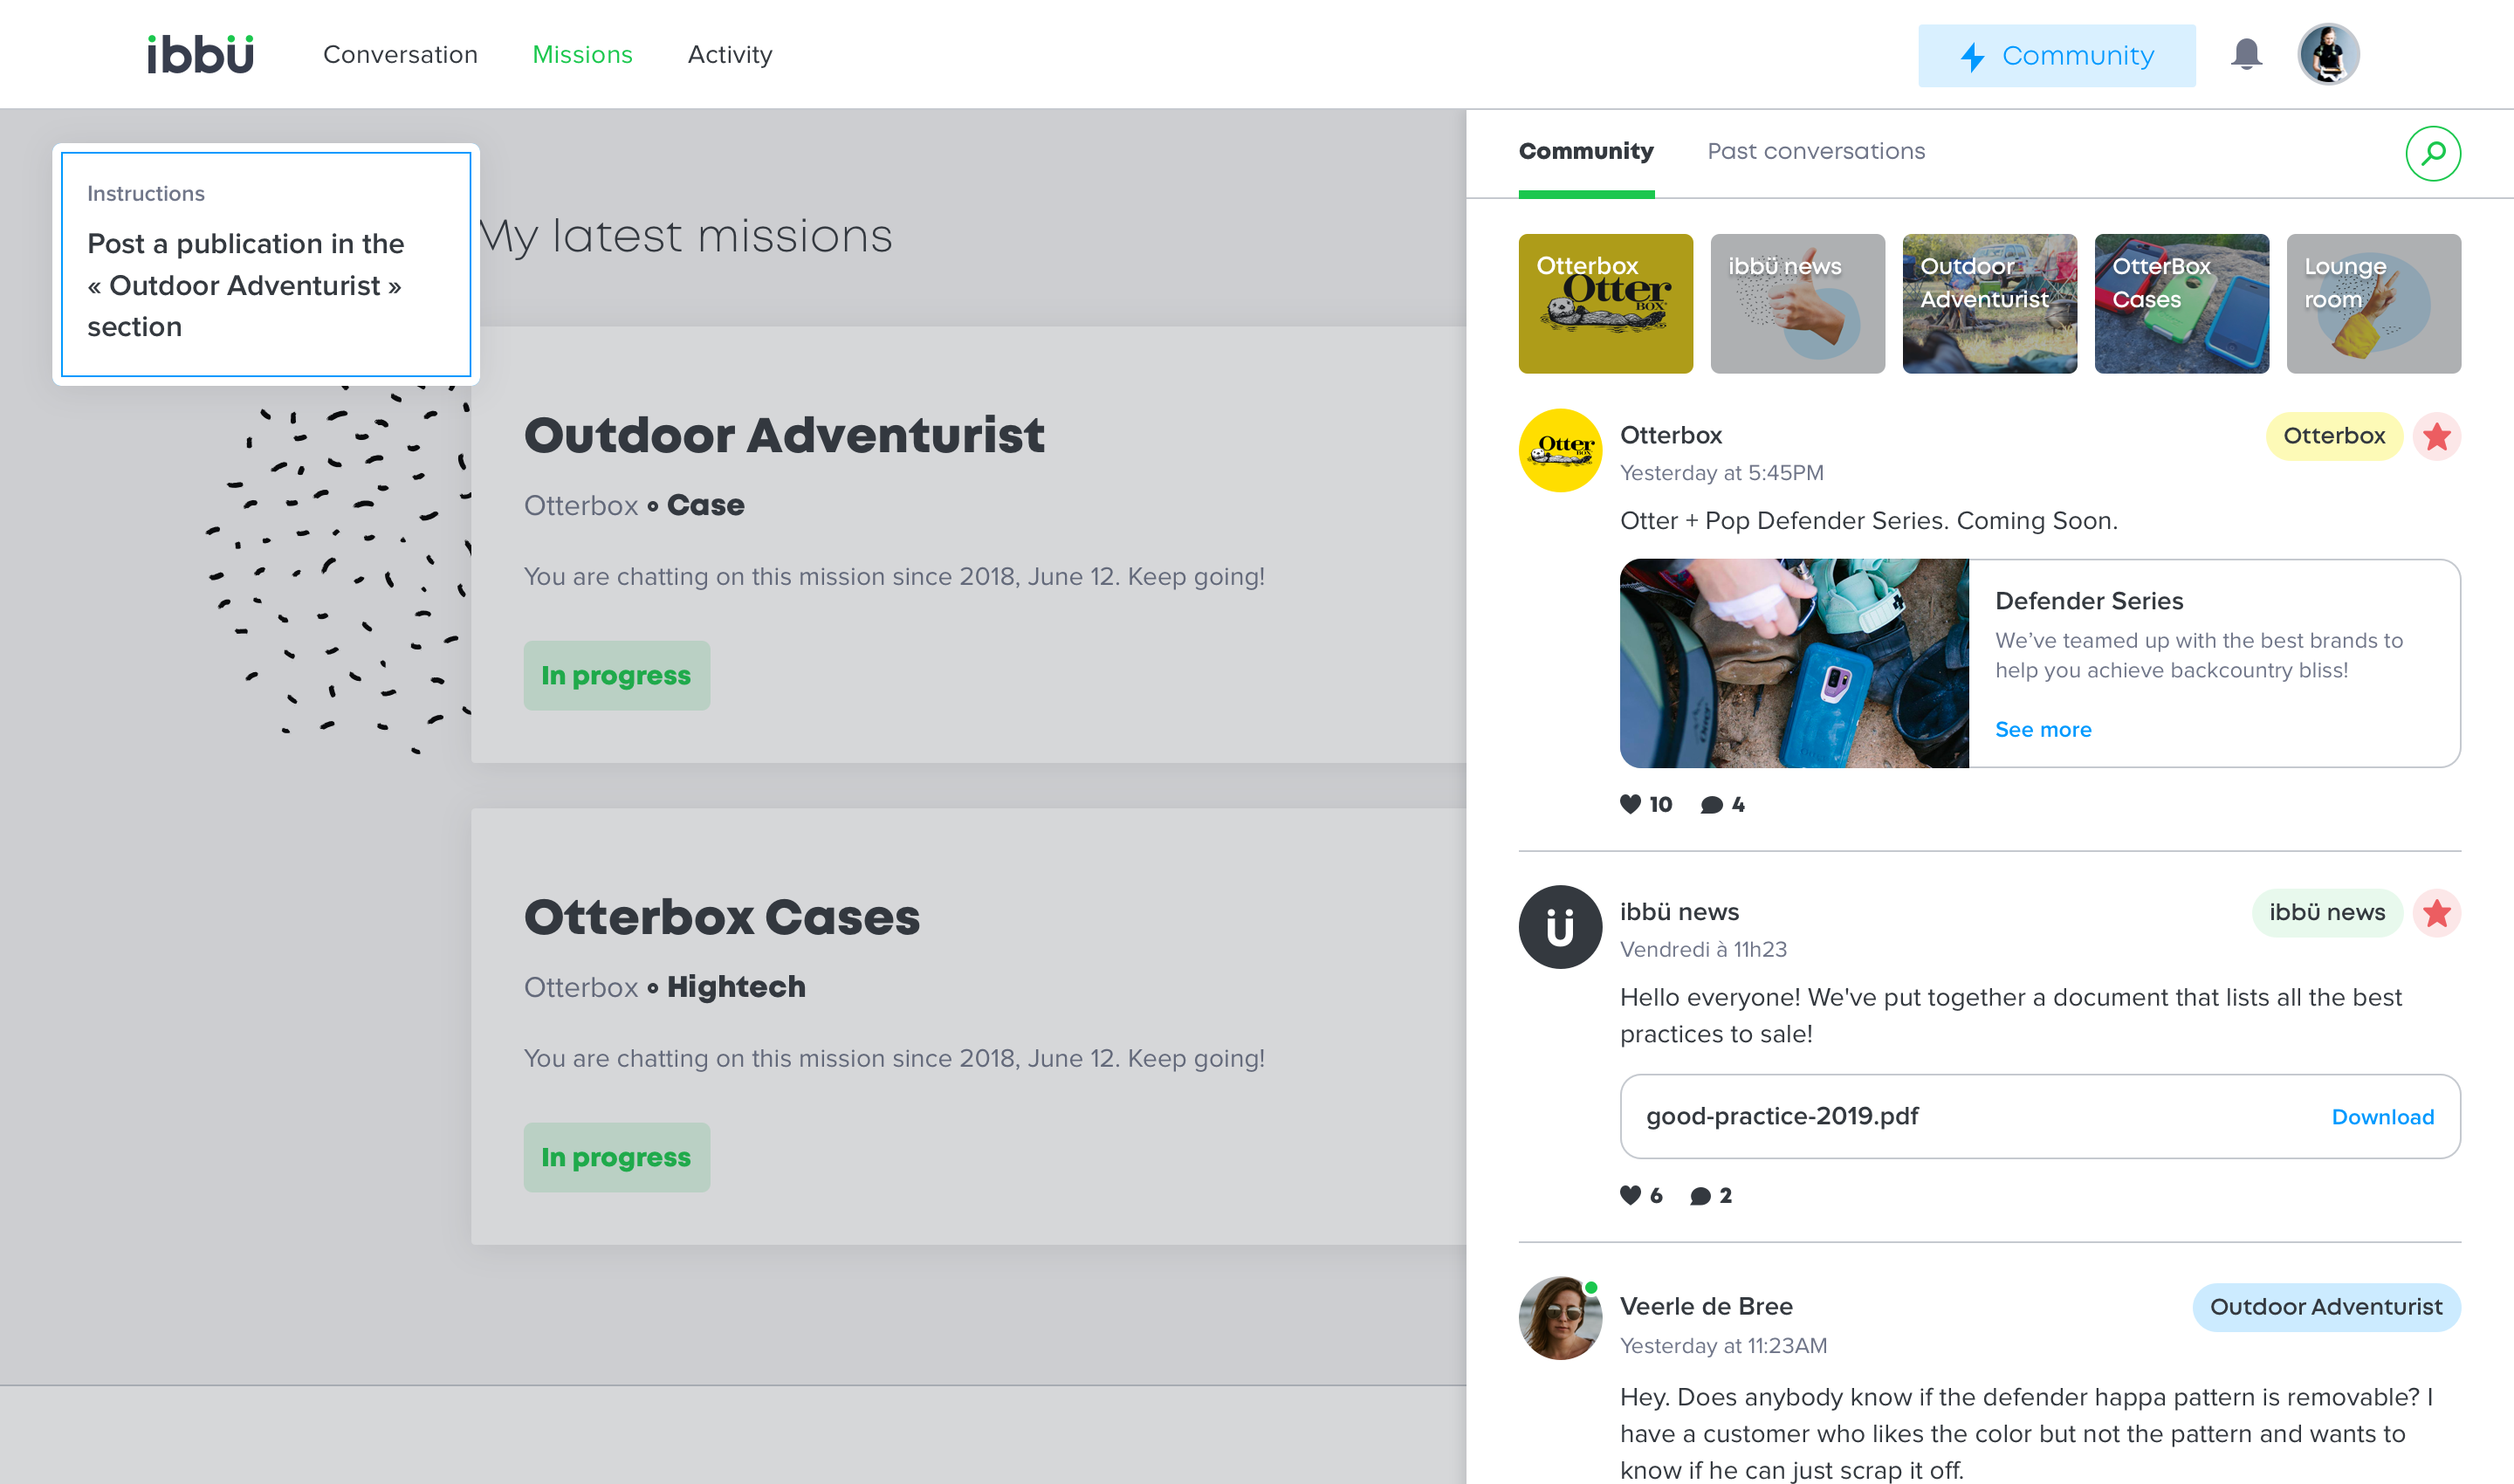 ibbü
Conversation
Missions
Activity
Community
Instructions
Post a publication in the
« Outdoor Adventurist »
section
My latest missions
Outdoor Adventurist
Otterbox
Case
You are chatting on this mission since 2018, June 12. Keep going!
In progress
Otterbox Cases
Otterbox
Hightech
You are chatting on this mission since 2018, June 12. Keep going!
In progress
Community
Past conversations
Otterbox
Otter
BOX
ibbü news
Outdoor
Adventurist
OtterBox
Cases
Lounge
room
Otter
BOX
Otterbox
Otterbox
Yesterday at 5:45PM
Otter + Pop Defender Series. Coming Soon.
Defender Series
We’ve teamed up with the best brands to
help you achieve backcountry bliss!
See more
10
4
ü
ibbü news
ibbü news
Vendredi à 11h23
Hello everyone! We've put together a document that lists all the best
practices to sale!
good-practice-2019.pdf
Download
6
2
Veerle de Bree
Outdoor Adventurist
Yesterday at 11:23AM
Hey. Does anybody know if the defender happa pattern is removable? I
have a customer who likes the color but not the pattern and wants to
know if he can just scrap it off.